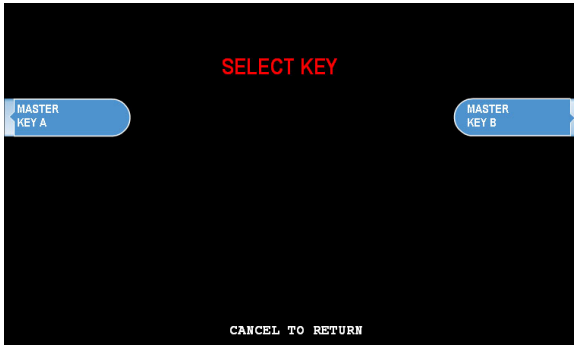 SELECT KEY
MASTER
KEY A
MASTER
KEY B
CANCEL TO RETURN